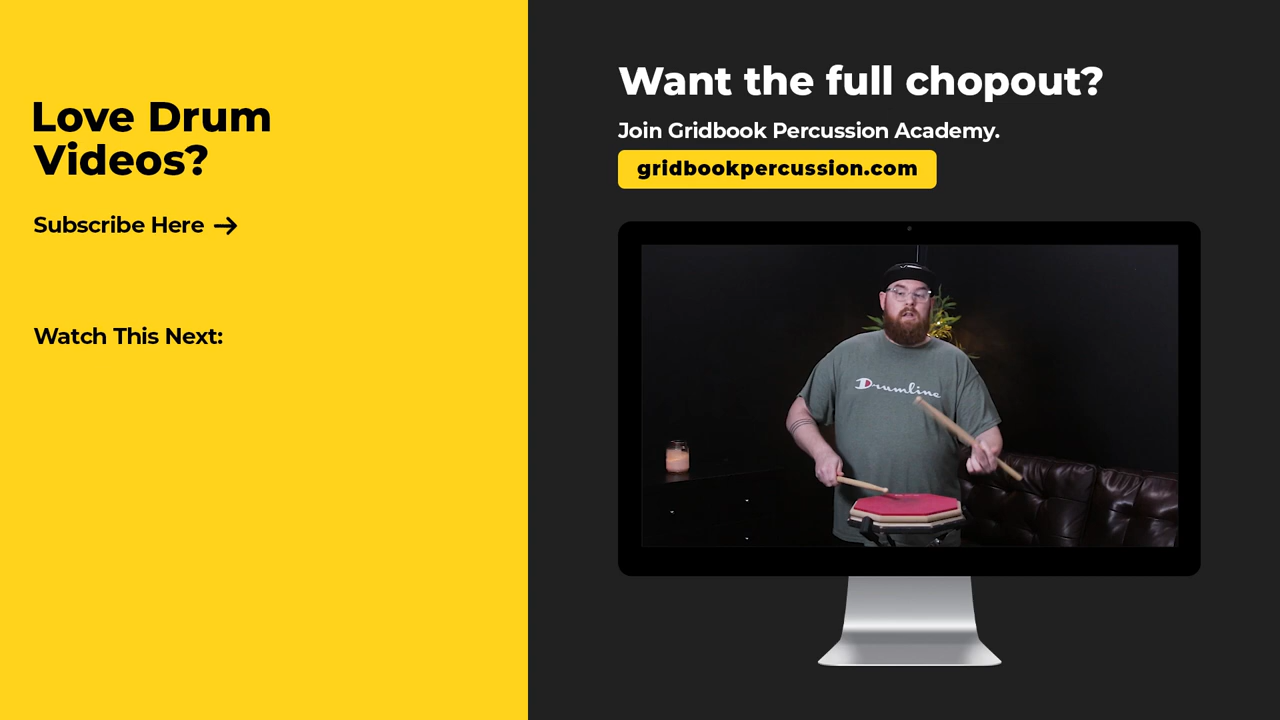 Love Drum
Videos?
Subscribe Here →
Watch This Next:
Want the full chopout?
Join Gridbook Percussion Academy.
gridbookpercussion.com
Drumline